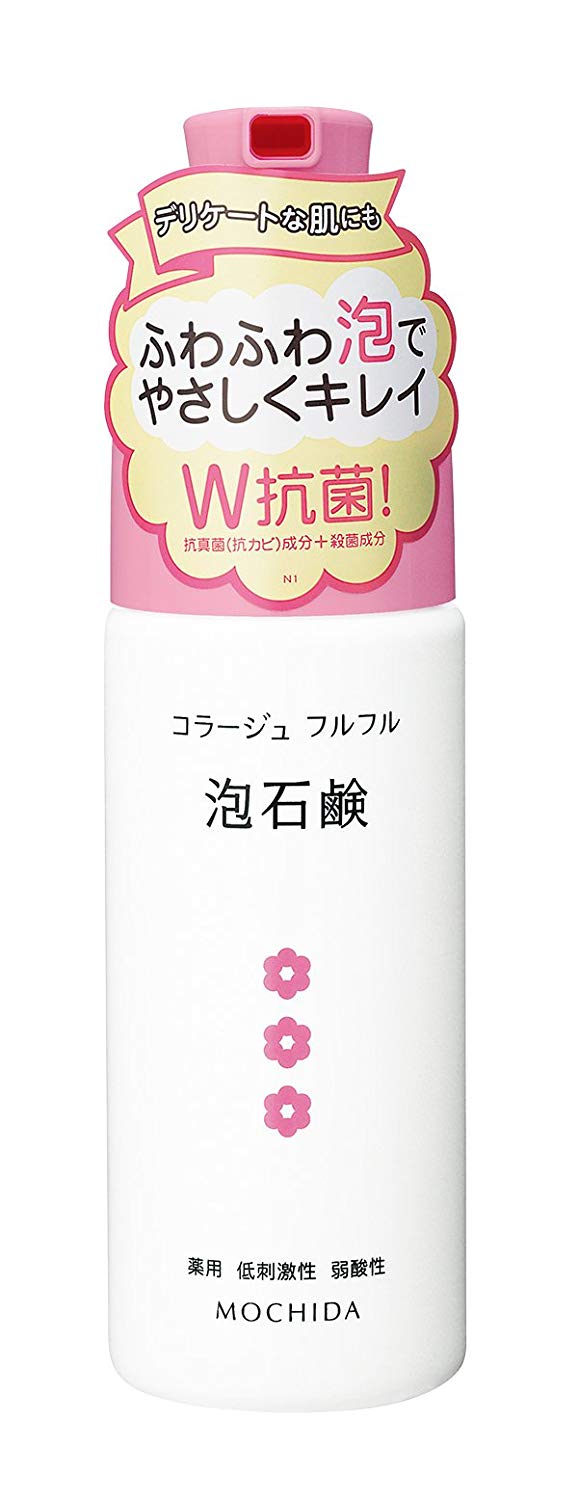 デリケートな肌にも
ふわふわ泡で
やさしくキレイ
W抗菌!
抗真菌(抗カビ)成分+殺菌成分
N1
コラージュ フルフル
泡石鹸
薬用 低刺激性 弱酸性
MOCHIDA